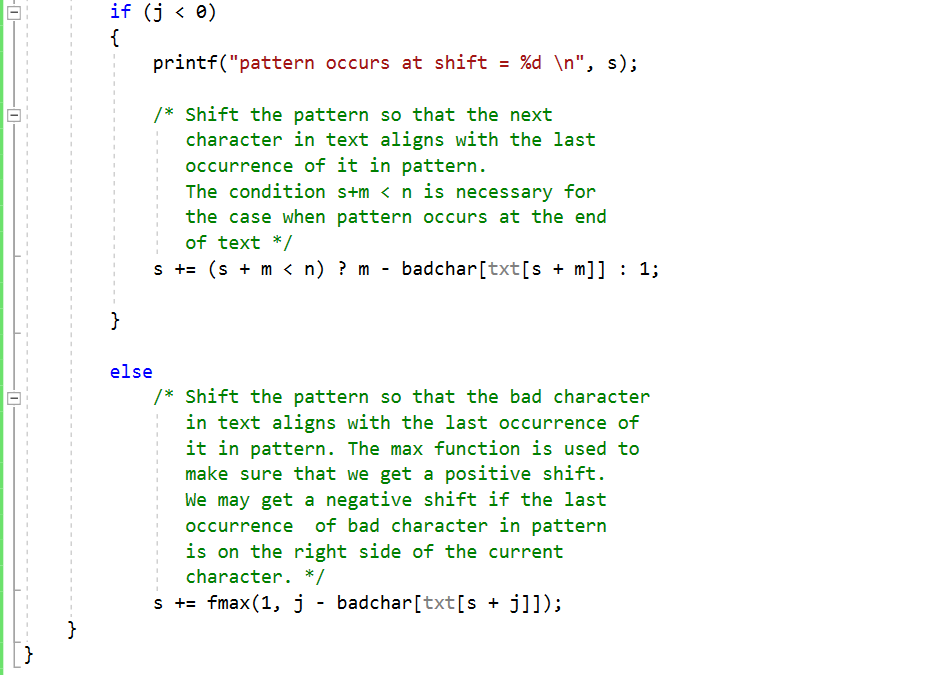 if (j < 0)
{
printf("pattern occurs at shift = %d \n", s);
/* Shift the pattern so that the next
character in text aligns with the last
occurrence of it in pattern.
The condition s+m < n is necessary for
the case when pattern occurs at the end
of text */
s += (s + m < n) ? m - badchar[txt[s + m]] : 1;
}
else
/* Shift the pattern so that the bad character
in text aligns with the last occurrence of
it in pattern. The max function is used to
make sure that we get a positive shift.
We may get a negative shift if the last
occurrence  of bad character in pattern
is on the right side of the current
character. */
s += fmax(1, j - badchar[txt[s + j]]);
}
}